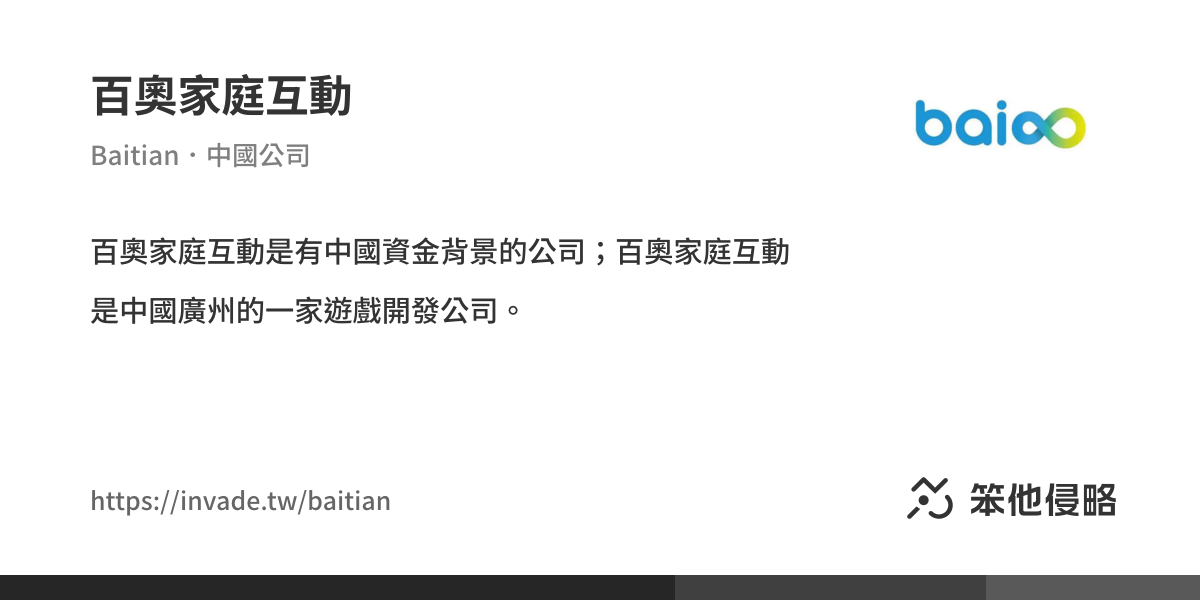 百奧家庭互動
Baitian・中國公司
baioo
百奧家庭互動是有中國資金背景的公司；百奧家庭互動
是中國廣州的一家遊戲開發公司。
https://invade.tw/baitian
笨他侵略